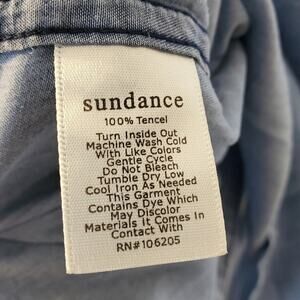 sundance
100% Tencel
Turn Inside Out
Machine Wash Cold
With Like Colors
Gentle Cycle
Do Not Bleach
Tumble Dry Low
Cool Iron As Needed
This Garment
Contains Dye Which
May Discolor
Materials It Comes In
Contact With
RN#106205